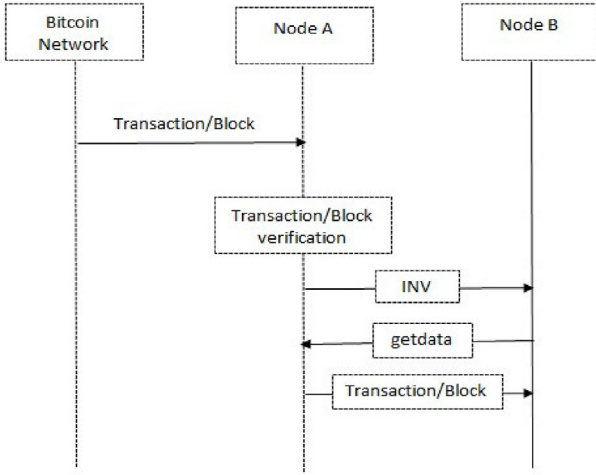 Bitcoin
Network
Node A
Node B
Transaction/Block
Transaction/Block
verification
INV
getdata
Transaction/Block